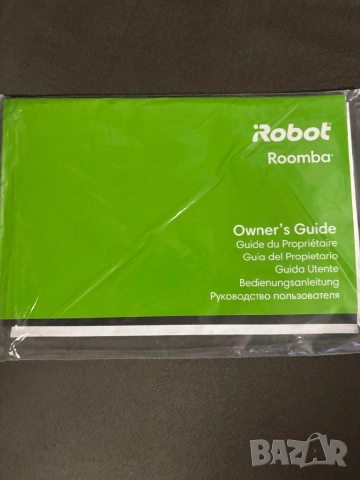 iRobot
Roomba®
Owner's Guide
Guide du Propriétaire
Guía del Propietario
Guida Utente
Bedienungsanleitung
Руководство пользователя
BAZAR